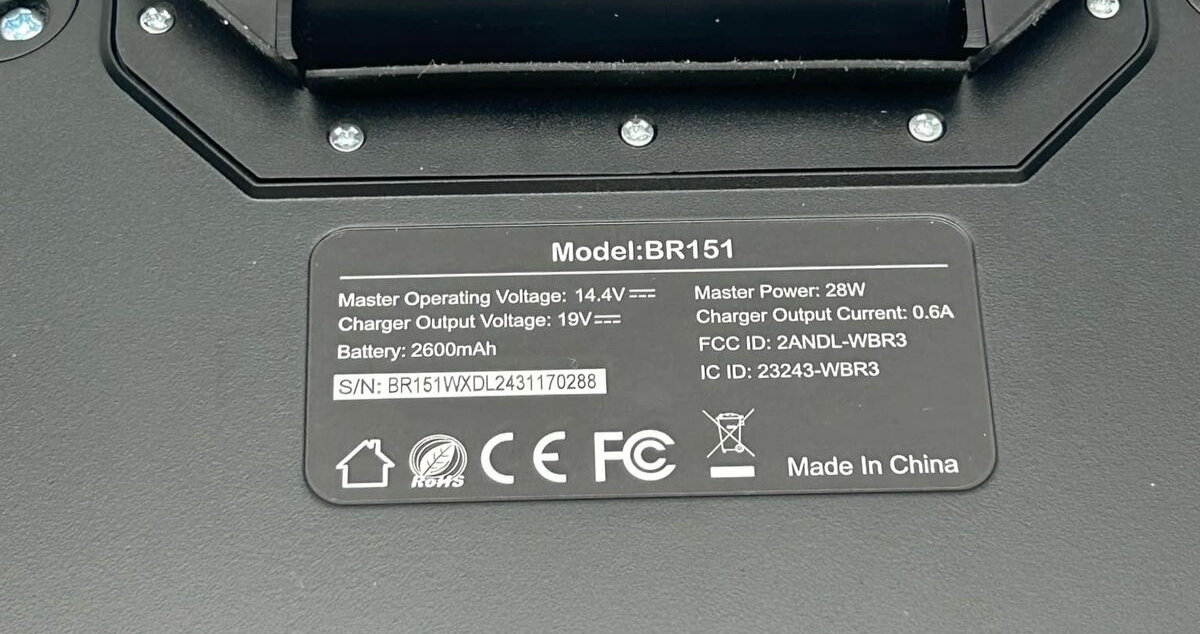 Model:BR151
Master Operating Voltage: 14.4V⎓
Charger Output Voltage: 19V⎓
Battery: 2600mAh
S/N: BR151WXDL2431170288
Master Power: 28W
Charger Output Current: 0.6A
FCC ID: 2ANDL-WBR3
IC ID: 23243-WBR3
RoHS
CE
FC
Made In China